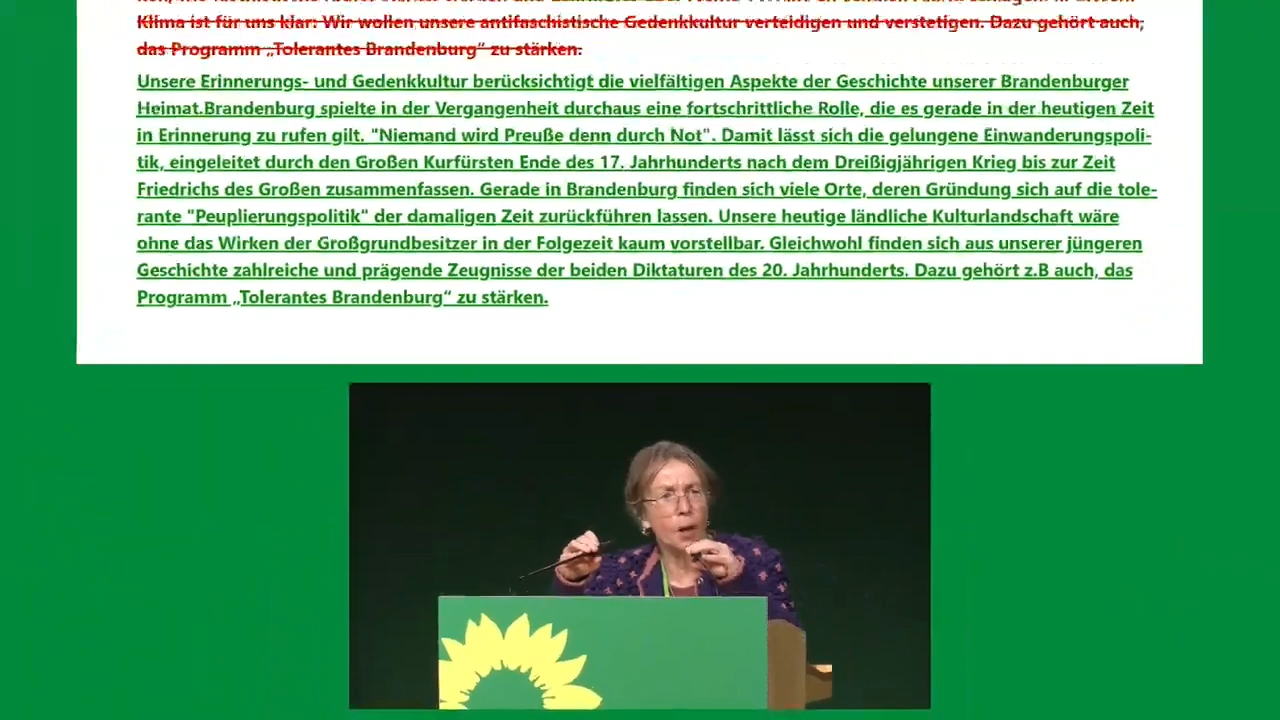 Klima ist für uns klar: Wir wollen unsere antifaschistische Gedenkkultur verteidigen und verstetigen. Dazu gehört auch,
das Programm „Tolerantes Brandenburg“ zu stärken.
Unsere Erinnerungs- und Gedenkkultur berücksichtigt die vielfältigen Aspekte der Geschichte unserer Brandenburger
Heimat.Brandenburg spielte in der Vergangenheit durchaus eine fortschrittliche Rolle, die es gerade in der heutigen Zeit
in Erinnerung zu rufen gilt. "Niemand wird Preuße denn durch Not". Damit lässt sich die gelungene Einwanderungspoli-
tik, eingeleitet durch den Großen Kurfürsten Ende des 17. Jahrhunderts nach dem Dreißigjährigen Krieg bis zur Zeit
Friedrichs des Großen zusammenfassen. Gerade in Brandenburg finden sich viele Orte, deren Gründung sich auf die tole-
rante "Peuplierungspolitik“ der damaligen Zeit zurückführen lassen. Unsere heutige ländliche Kulturlandschaft wäre
ohne das Wirken der Großgrundbesitzer in der Folgezeit kaum vorstellbar. Gleichwohl finden sich aus unserer jüngeren
Geschichte zahlreiche und prägende Zeugnisse der beiden Diktaturen des 20. Jahrhunderts. Dazu gehört z.B auch, das
Programm „Tolerantes Brandenburg“ zu stärken.